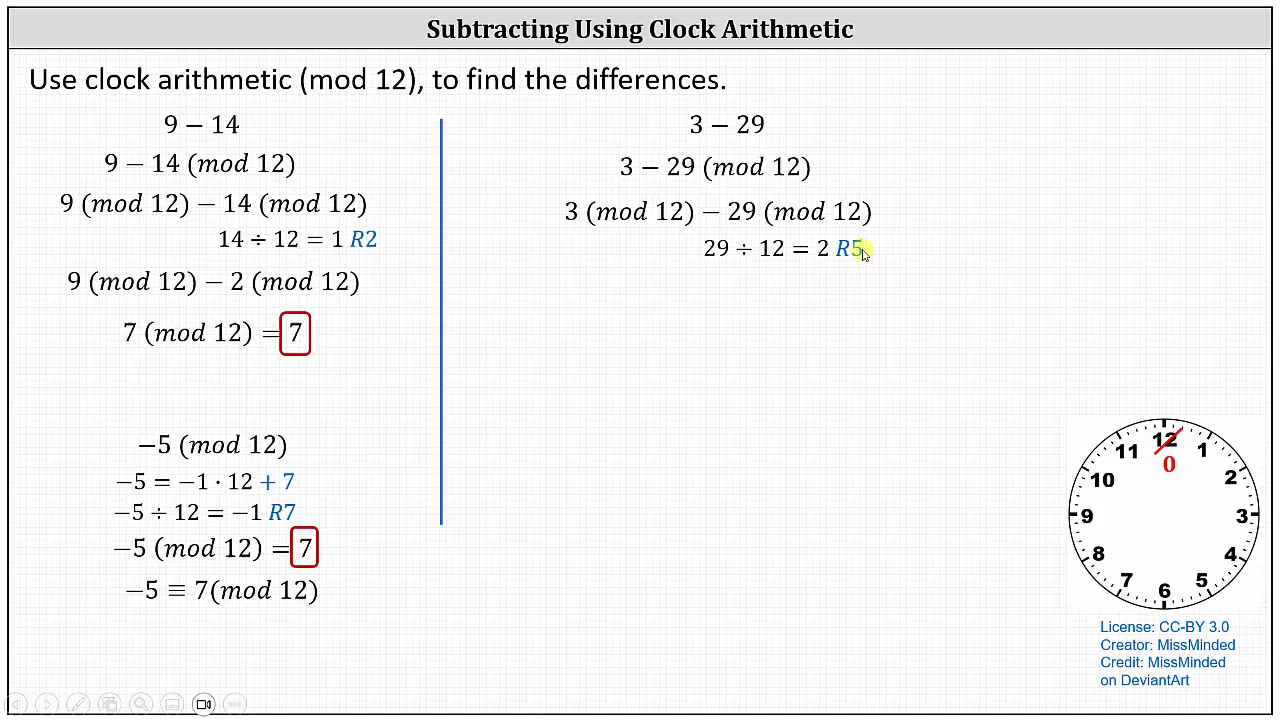 Subtracting Using Clock Arithmetic
Use clock arithmetic (mod 12), to find the differences.
9 − 14
9 − 14 (mod 12)
9 (mod 12) − 14 (mod 12)
14 ÷ 12 = 1 R2
9 (mod 12) − 2 (mod 12)
7 (mod 12) = 7
−5 (mod 12)
−5 = −1 · 12 + 7
−5 ÷ 12 = −1 R7
−5 (mod 12) = 7
−5 ≡ 7(mod 12)
3 − 29
3 − 29 (mod 12)
3 (mod 12) − 29 (mod 12)
29 ÷ 12 = 2 R5
12
0
1
2
3
4
5
6
7
8
9
10
11
License: CC-BY 3.0
Creator: MissMinded
Credit: MissMinded
on DeviantArt